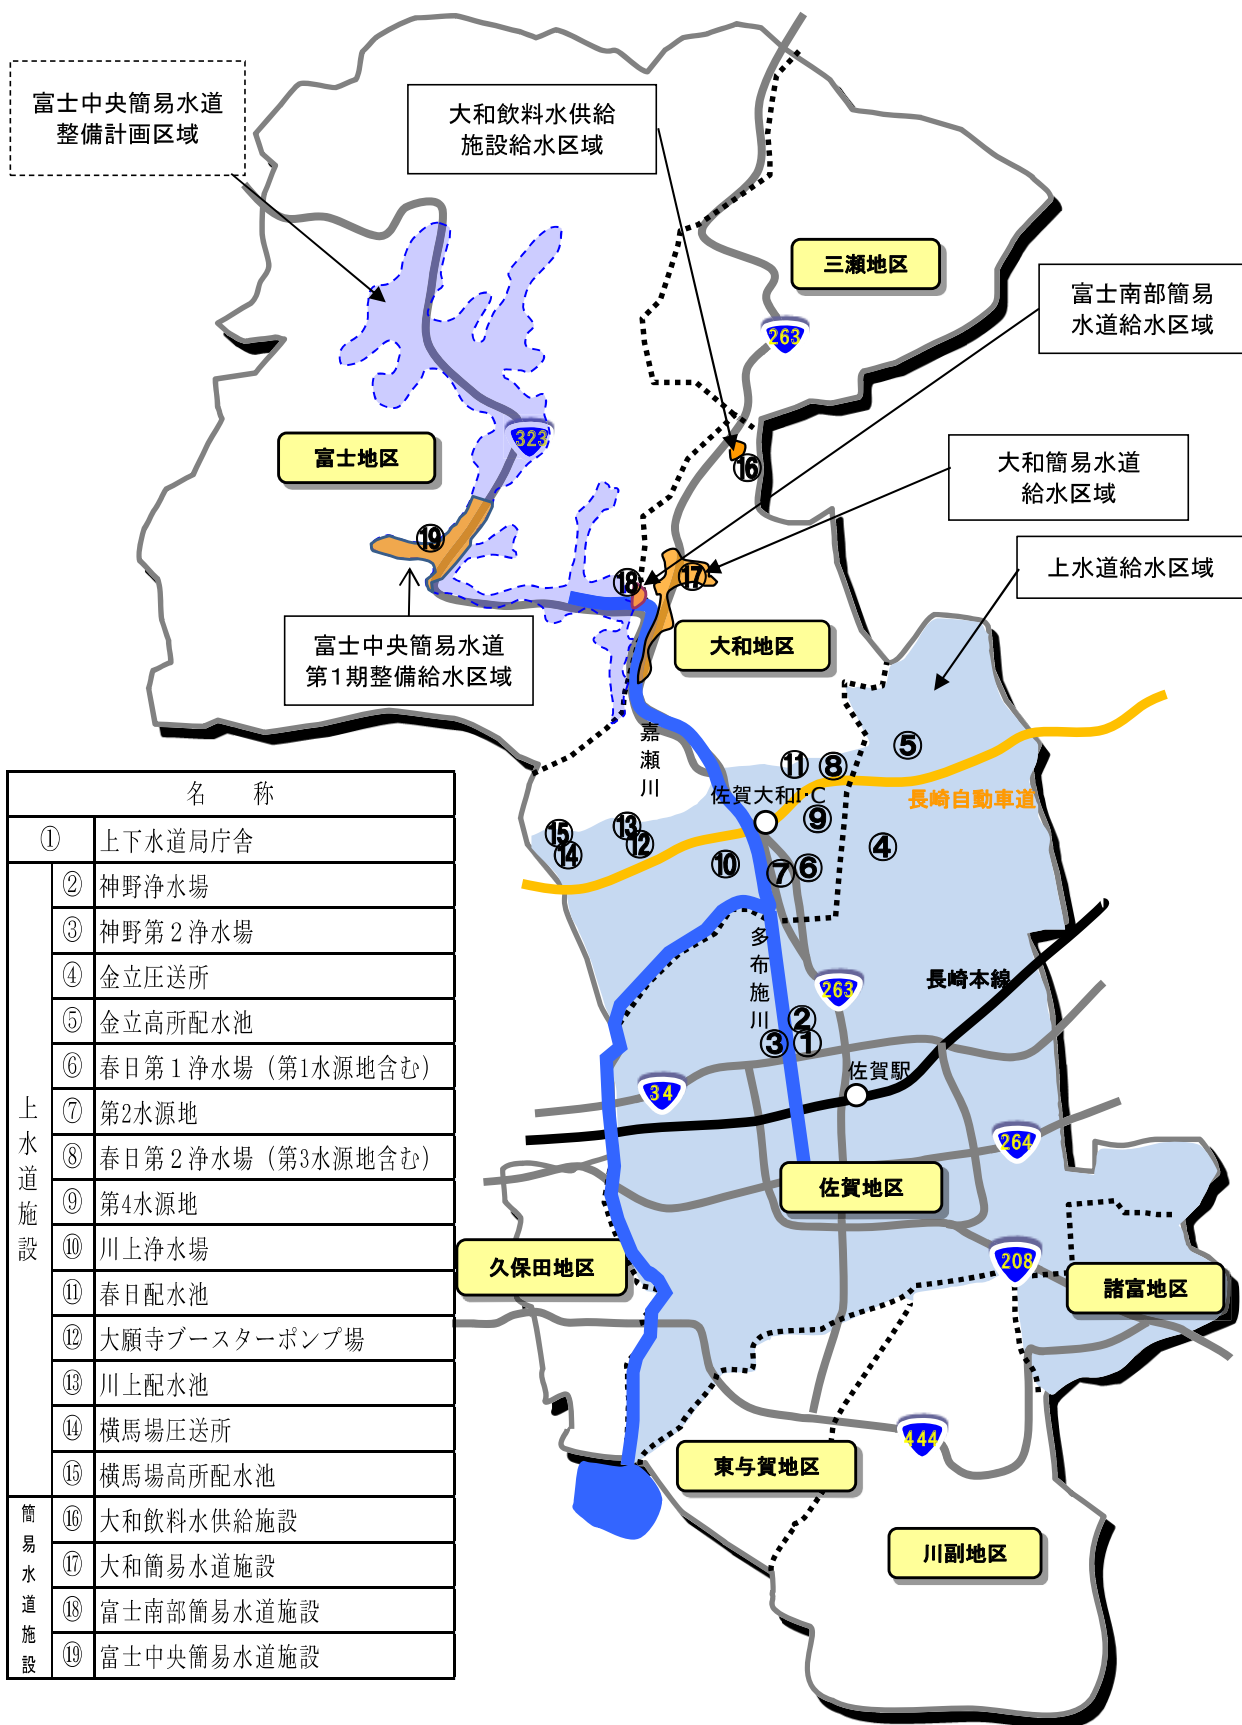 富士中央簡易水道
整備計画区域
大和飲料水供給
施設給水区域
三瀬地区
富士南部簡易
水道給水区域
263
323
富士地区
大和簡易水道
給水区域
⑯
⑲
⑱
⑰
上水道給水区域
富士中央簡易水道
第1期整備給水区域
大和地区
嘉瀬川
⑤
⑪
⑧
佐賀大和I・C
長崎自動車道
⑨
⑮
⑬
⑭
⑫
④
⑩
⑦
⑥
多布施川
長崎本線
263
②
③
①
佐賀駅
34
264
佐賀地区
久保田地区
208
諸富地区
444
東与賀地区
川副地区
名 称
① 上下水道局庁舎
上水道施設
② 神野浄水場
③ 神野第2浄水場
④ 金立圧送所
⑤ 金立高所配水池
⑥ 春日第1浄水場（第1水源地含む）
⑦ 第2水源地
⑧ 春日第2浄水場（第3水源地含む）
⑨ 第4水源地
⑩ 川上浄水場
⑪ 春日配水池
⑫ 大願寺ブースターポンプ場
⑬ 川上配水池
⑭ 横馬場圧送所
⑮ 横馬場高所配水池
簡易水道施設
⑯ 大和飲料水供給施設
⑰ 大和簡易水道施設
⑱ 富士南部簡易水道施設
⑲ 富士中央簡易水道施設